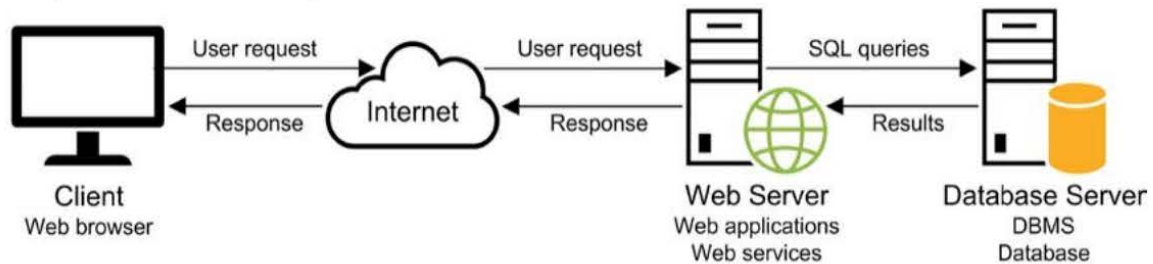 User request
User request
SQL queries
Internet
Response
Response
Results
Client
Web browser
Web Server
Web applications
Web services
Database Server
DBMS
Database